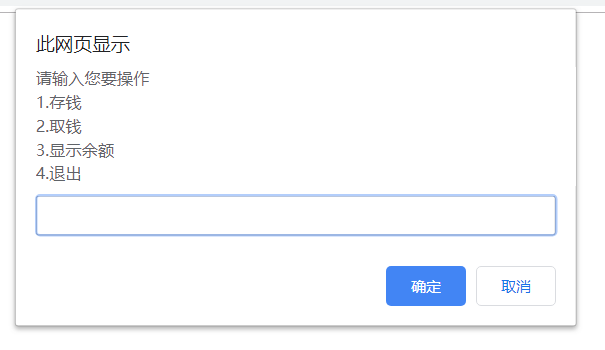 此网页显示
请输入您要操作
1.存钱
2.取钱
3.显示余额
4.退出
确定
取消